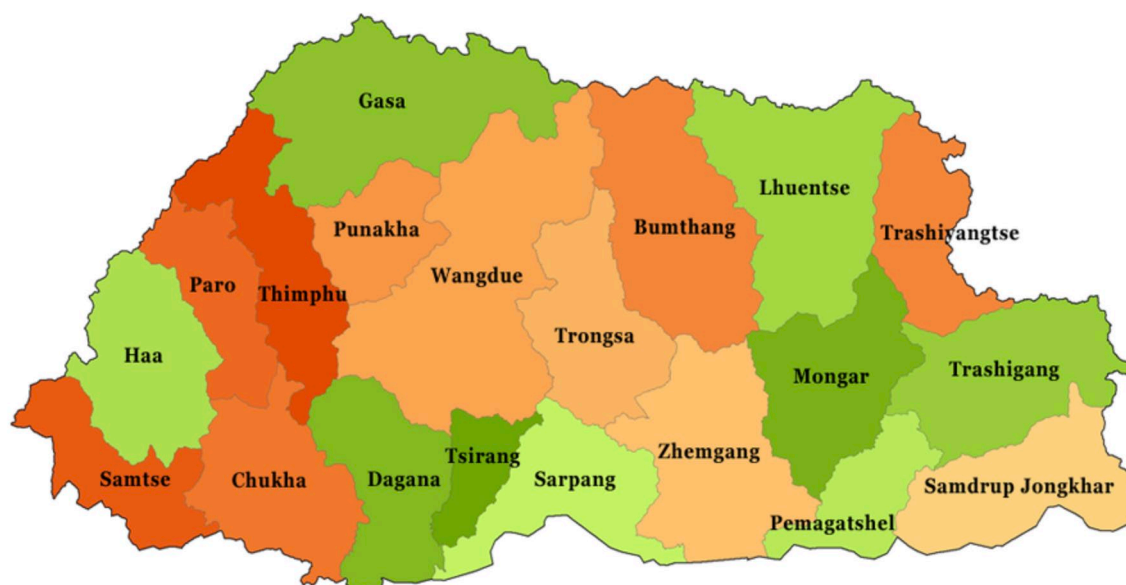 Gasa
Lhuentse
Punakha
Bumthang
Trashiyangtse
Wangdue
Paro
Thimphu
Trongsa
Haa
Mongar
Trashigang
Zhemgang
Tsirang
Samtse
Chukha
Dagana
Sarpang
Samdrup Jongkhar
Pemagatshel